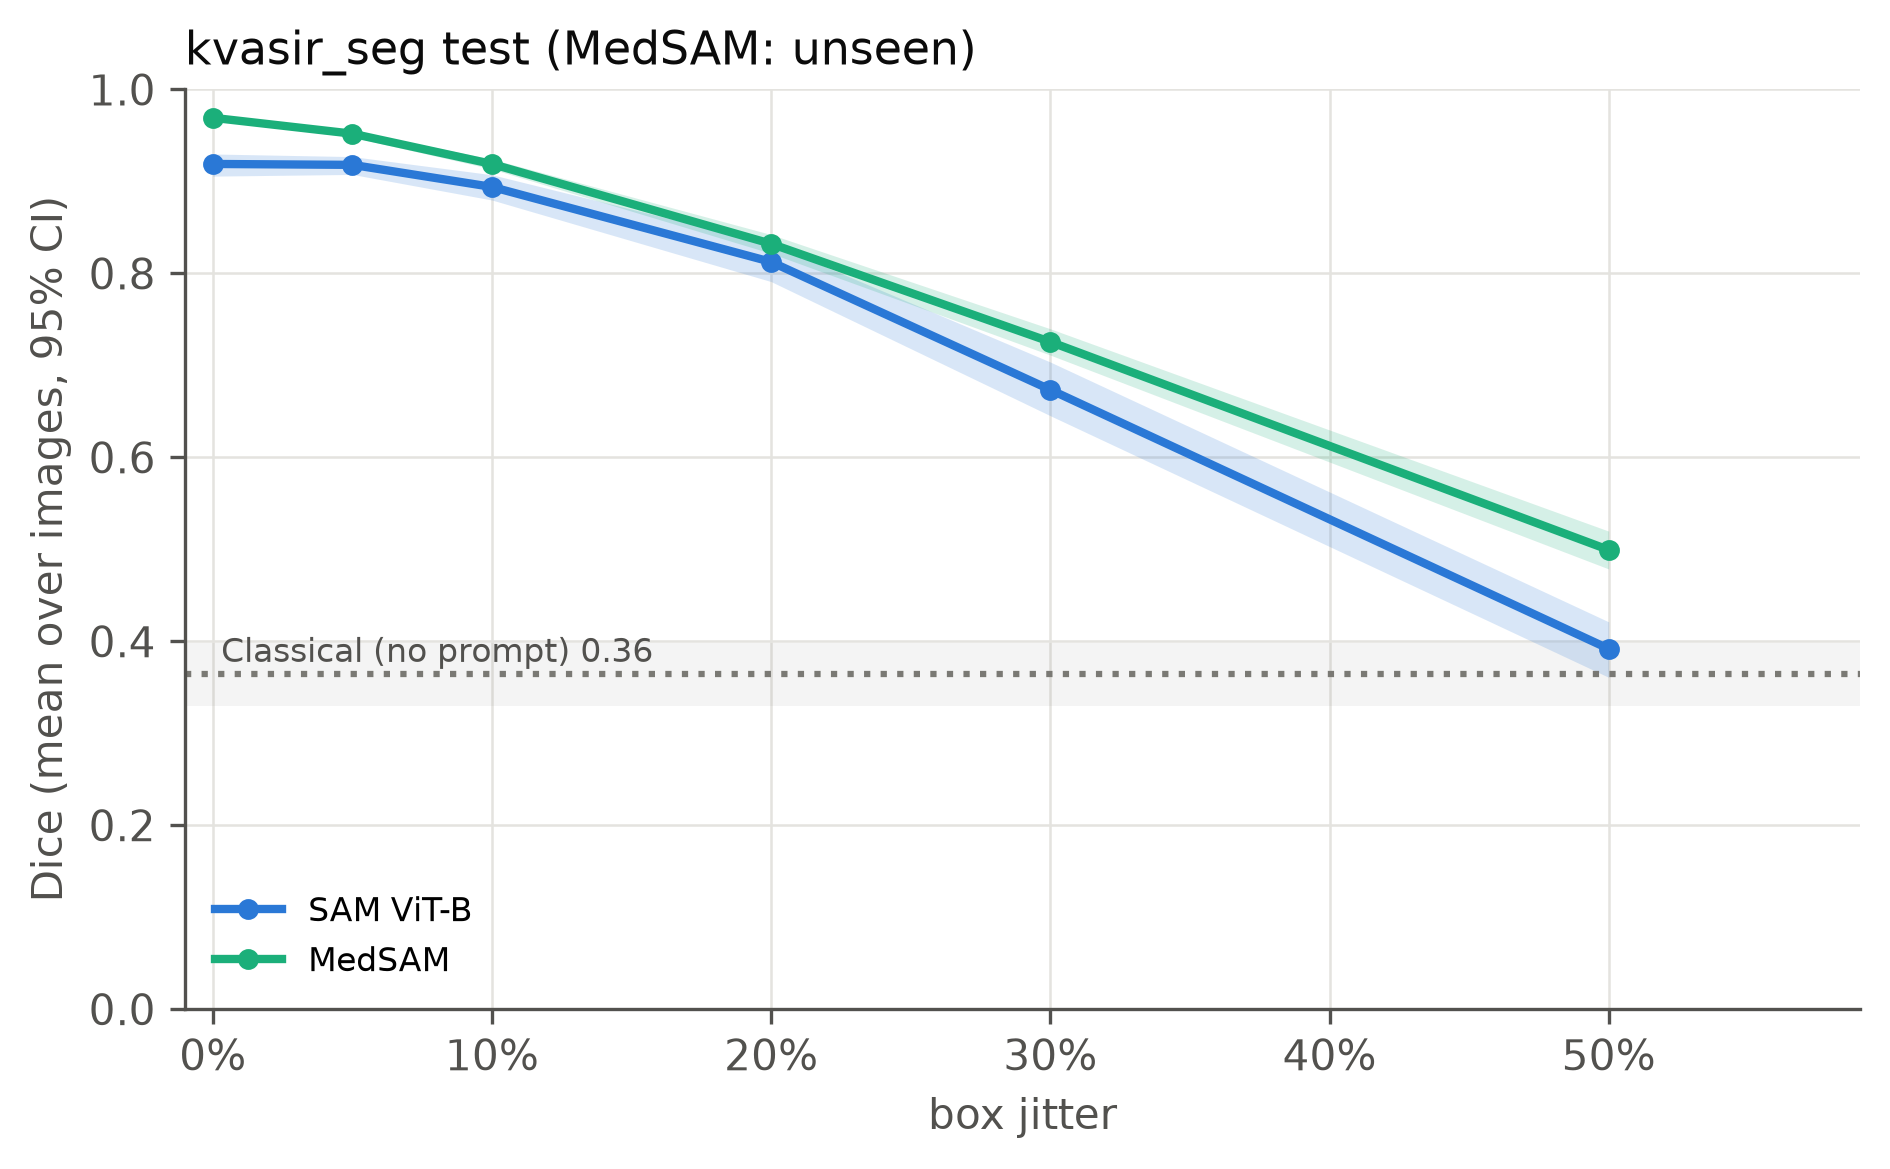 kvasir_seg test (MedSAM: unseen)
Dice (mean over images, 95% CI)
1.0
0.8
0.6
0.4
0.2
0.0
Classical (no prompt) 0.36
SAM ViT-B
MedSAM
0% 10% 20% 30% 40% 50%
box jitter